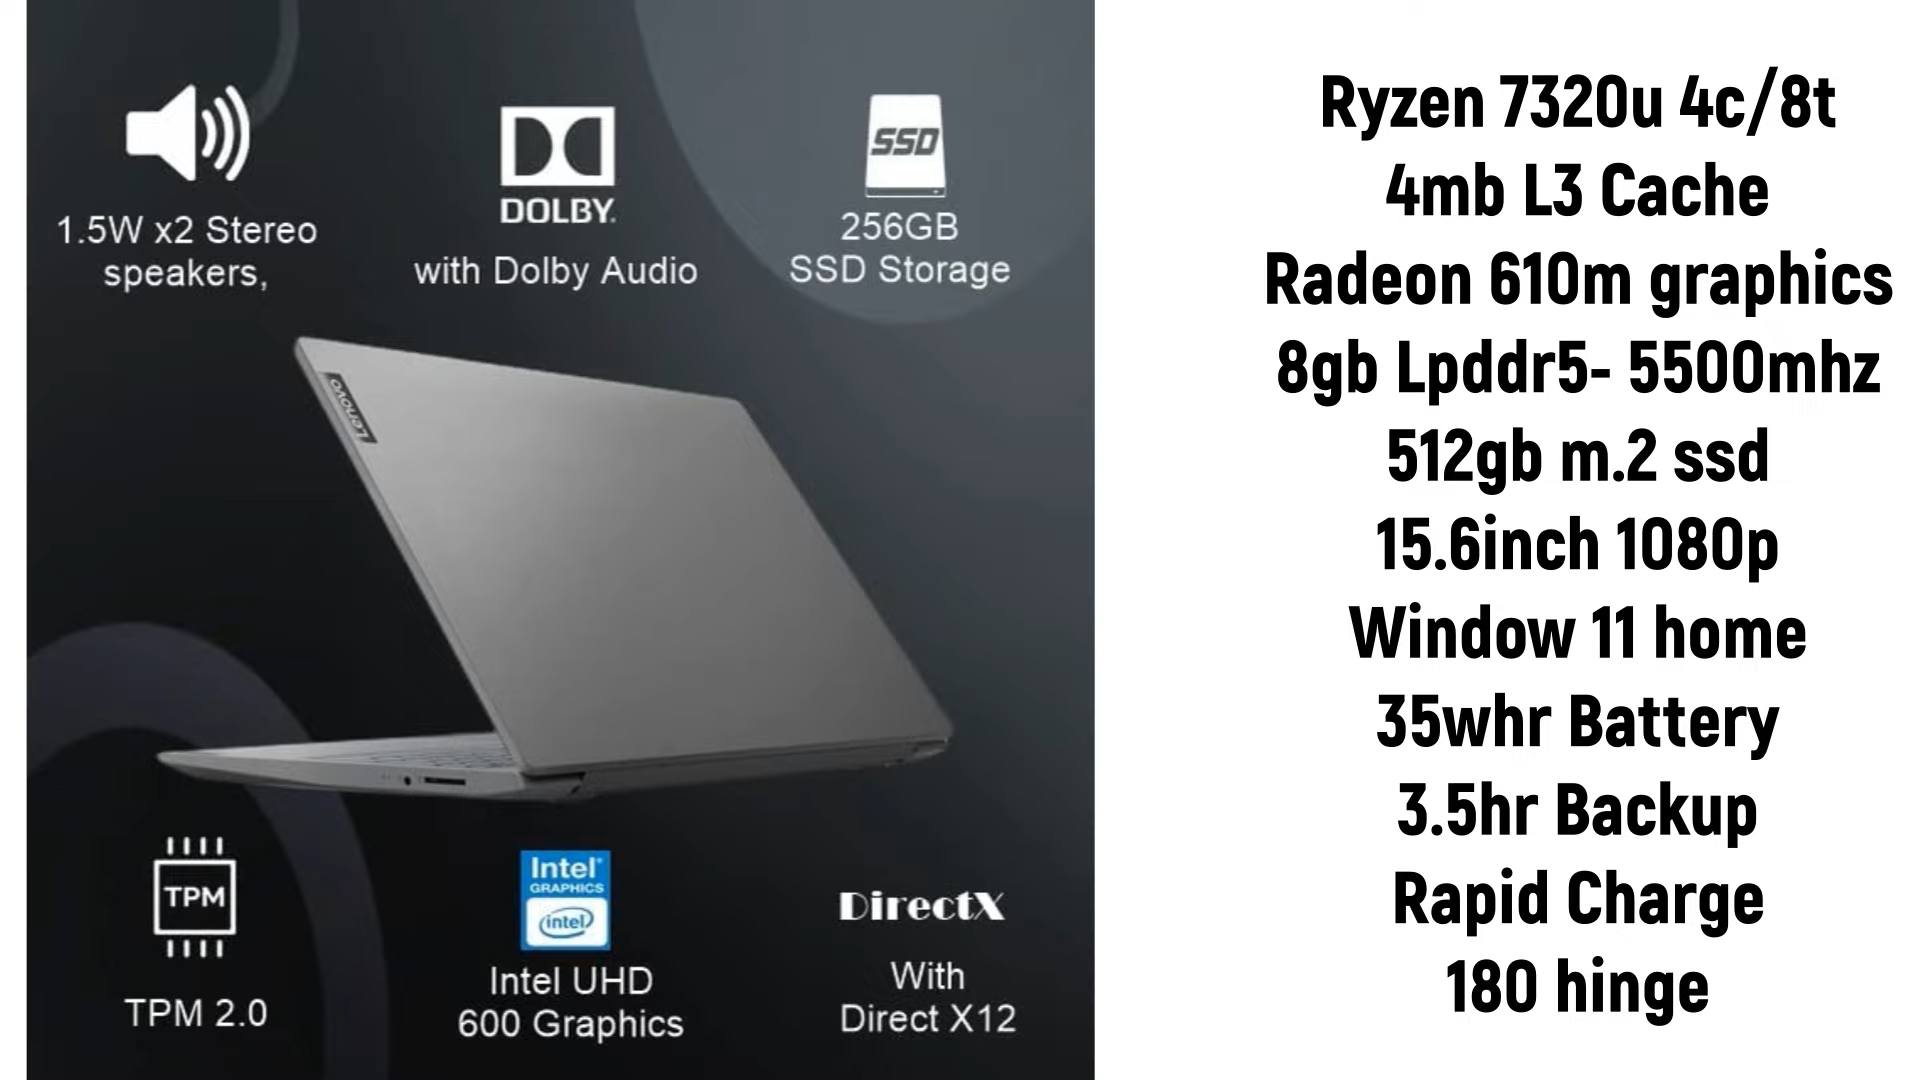 1.5W x2 Stereo
speakers,
DOLBY.
with Dolby Audio
SSD
256GB
SSD Storage
Lenovo
TPM
TPM 2.0
Intel®
GRAPHICS
intel
Intel UHD
600 Graphics
DirectX
With
Direct X12
Ryzen 7320u 4c/8t
4mb L3 Cache
Radeon 610m graphics
8gb Lpddr5- 5500mhz
512gb m.2 ssd
15.6inch 1080p
Window 11 home
35whr Battery
3.5hr Backup
Rapid Charge
180 hinge